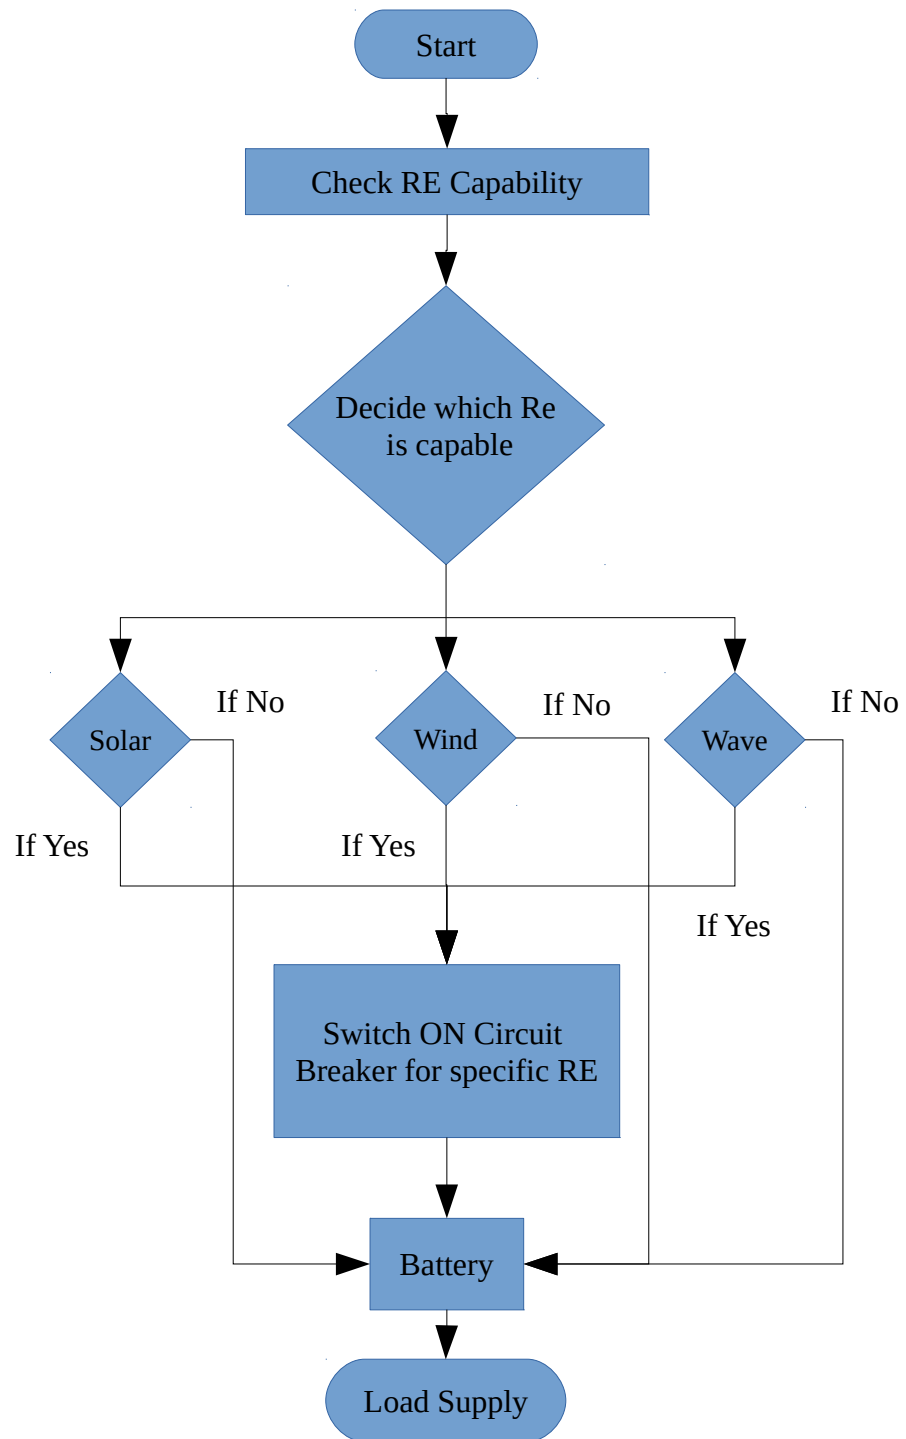 Start
Check RE Capability
Decide which Re
is capable
If No
If No
If No
Solar
Wind
Wave
If Yes
If Yes
If Yes
Switch ON Circuit
Breaker for specific RE
Battery
Load Supply